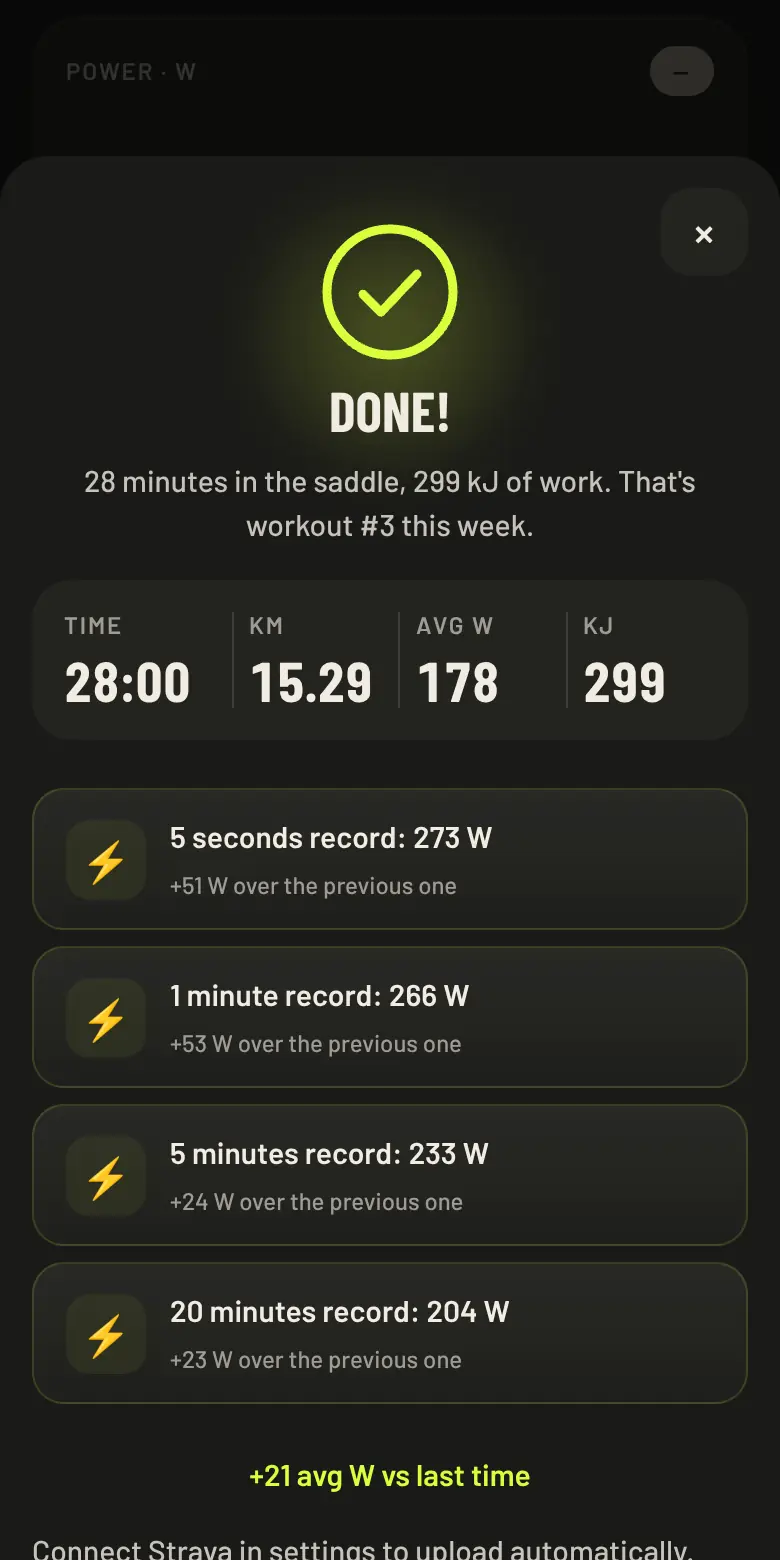 POWER · W
–
×
DONE!
28 minutes in the saddle, 299 kJ of work. That's
workout #3 this week.
TIME
28:00
KM
15.29
AVG W
178
KJ
299
5 seconds record: 273 W
+51 W over the previous one
1 minute record: 266 W
+53 W over the previous one
5 minutes record: 233 W
+24 W over the previous one
20 minutes record: 204 W
+23 W over the previous one
+21 avg W vs last time
Connect Strava in settings to upload automatically.